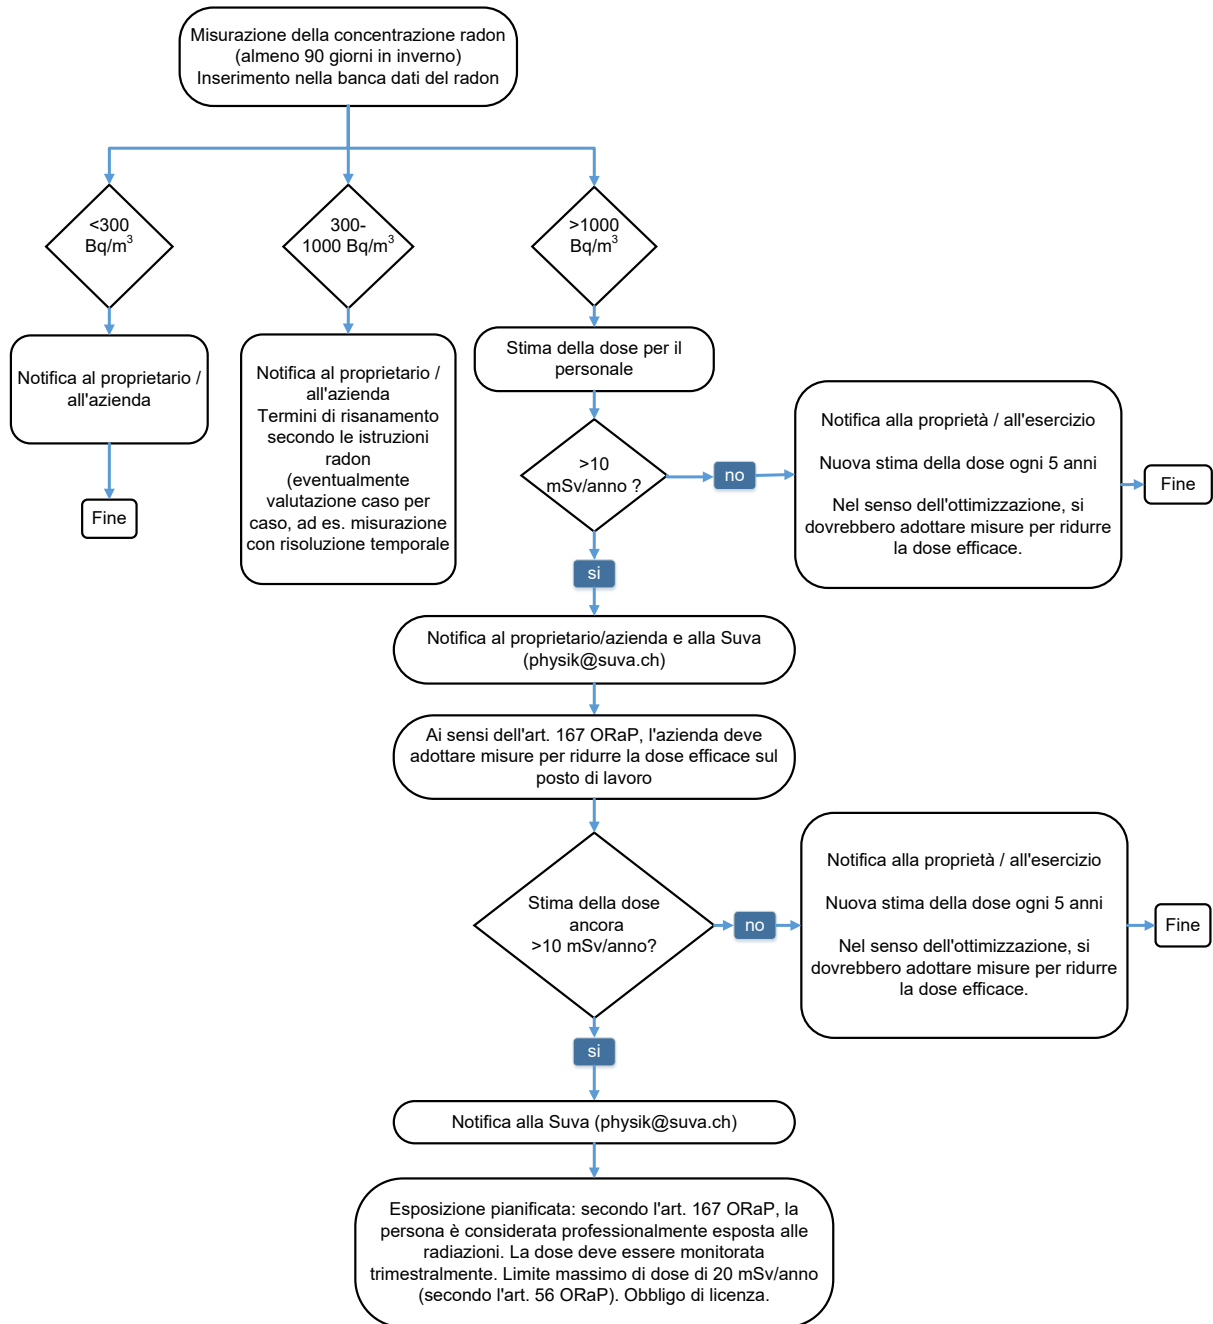 Misurazione della concentrazione radon
(almeno 90 giorni in inverno)
Inserimento nella banca dati del radon
<300
Bq/m³
300-
1000 Bq/m³
>1000
Bq/m³
Notifica al proprietario /
all'azienda
Fine
Notifica al proprietario /
all'azienda
Termini di risanamento
secondo le istruzioni
radon
(eventualmente
valutazione caso per
caso, ad es. misurazione
con risoluzione temporale
Stima della dose per il
personale
>10
mSv/anno ?
no
Notifica alla proprietà / all'esercizio
Nuova stima della dose ogni 5 anni
Nel senso dell'ottimizzazione, si
dovrebbero adottare misure per ridurre
la dose efficace.
Fine
si
Notifica al proprietario/azienda e alla Suva
(physik@suva.ch)
Ai sensi dell'art. 167 ORaP, l'azienda deve
adottare misure per ridurre la dose efficace sul
posto di lavoro
Stima della dose
ancora
>10 mSv/anno?
no
Notifica alla proprietà / all'esercizio
Nuova stima della dose ogni 5 anni
Nel senso dell'ottimizzazione, si
dovrebbero adottare misure per ridurre
la dose efficace.
Fine
si
Notifica alla Suva (physik@suva.ch)
Esposizione pianificata: secondo l'art. 167 ORaP, la
persona è considerata professionalmente esposta alle
radiazioni. La dose deve essere monitorata
trimestralmente. Limite massimo di dose di 20 mSv/anno
(secondo l'art. 56 ORaP). Obbligo di licenza.